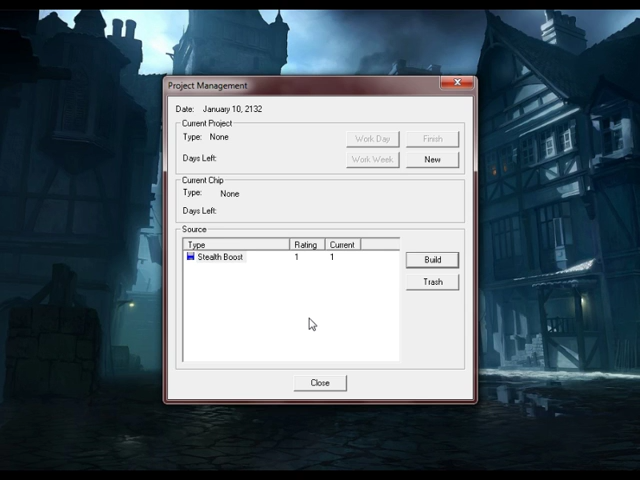 Project Management
Date: January 10, 2132
Current Project
Type: None
Work Day
Finish
Days Left:
Work Week
New
Current Chip
Type: None
Days Left:
Source
Type Rating Current
Stealth Boost 1 1
Build
Trash
Close